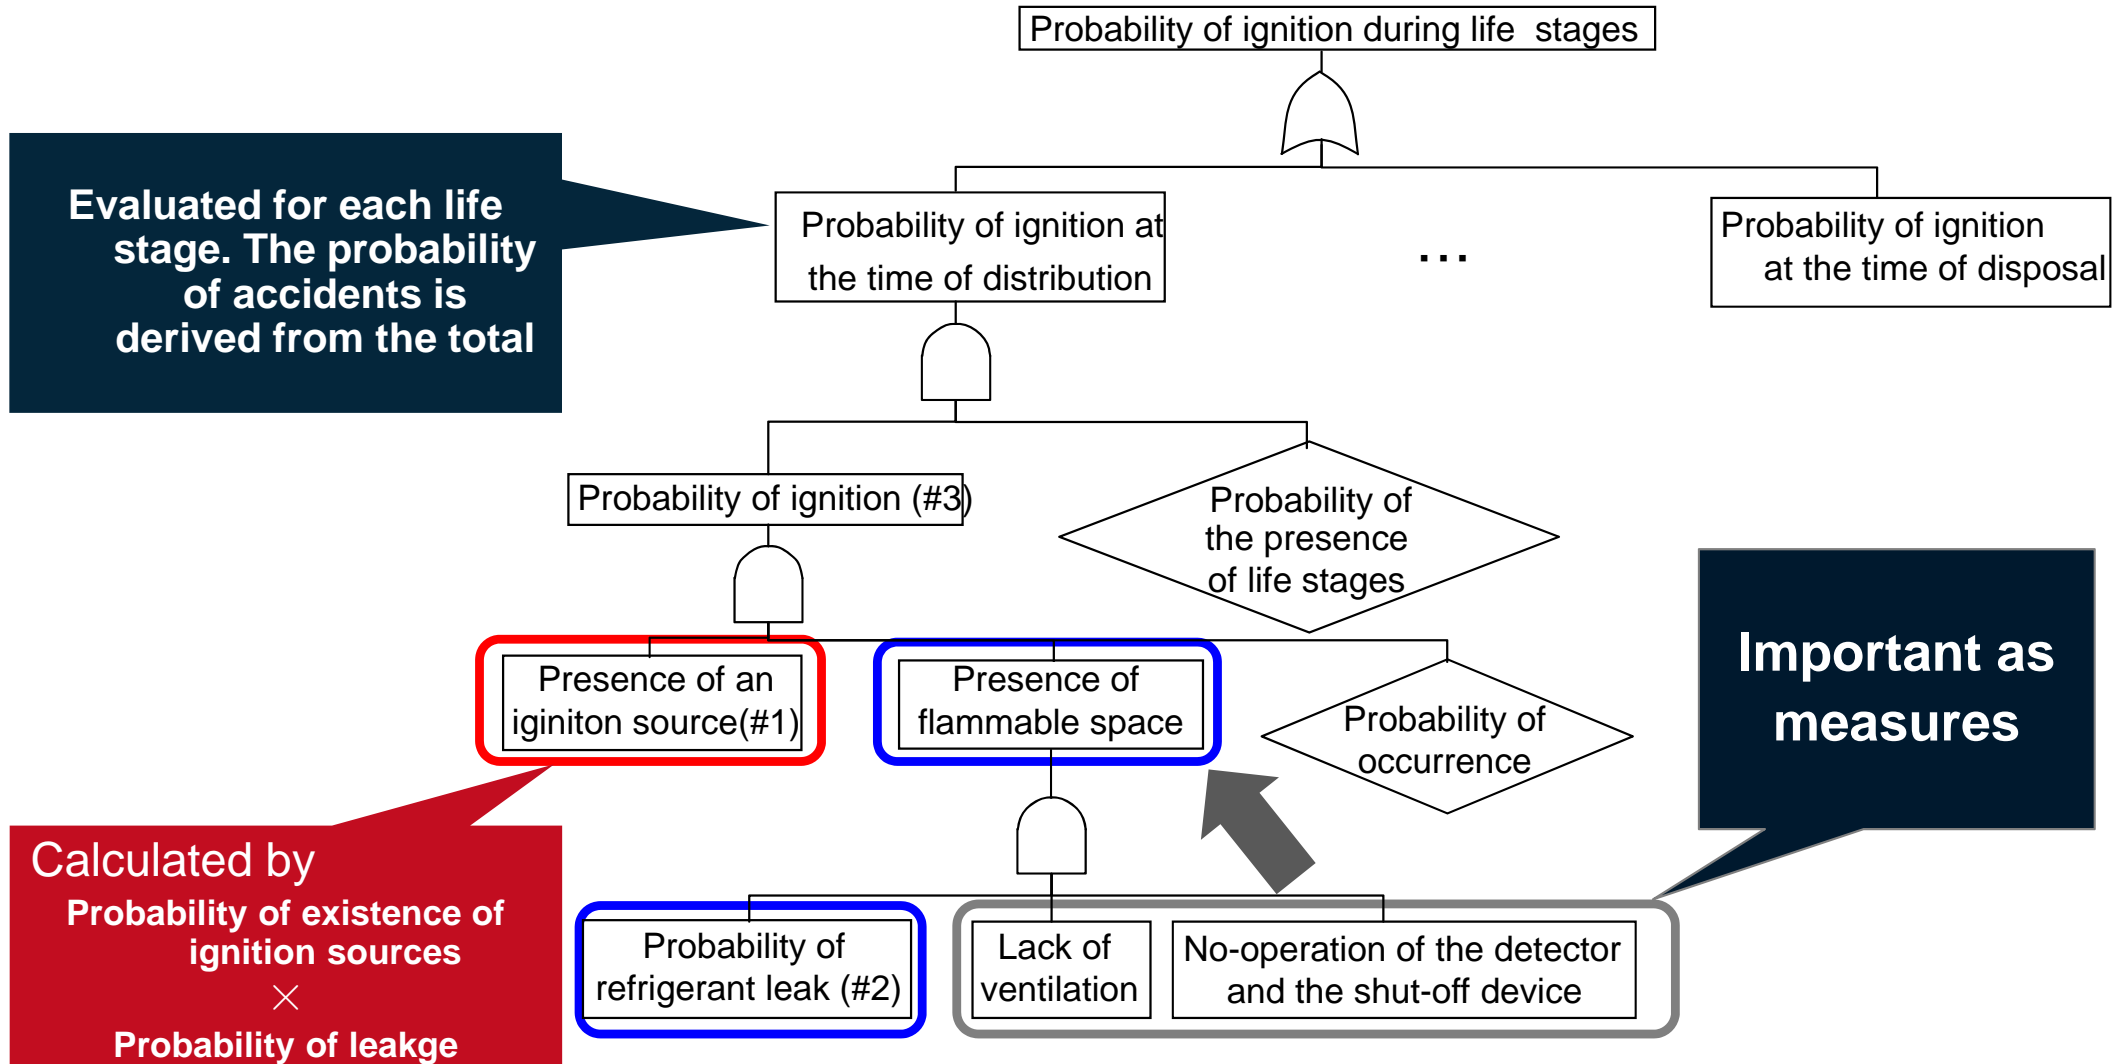 Probability of ignition during life stages
Evaluated for each life
stage. The probability
of accidents is
derived from the total
Probability of ignition at
the time of distribution
...
Probability of ignition
at the time of disposal
Probability of ignition (#3)
Probability of
the presence
of life stages
Presence of an
iginiton source(#1)
Presence of
flammable space
Probability of
occurrence
Important as
measures
Calculated by
Probability of existence of
ignition sources
×
Probability of leakge
Probability of
refrigerant leak (#2)
Lack of
ventilation
No-operation of the detector
and the shut-off device